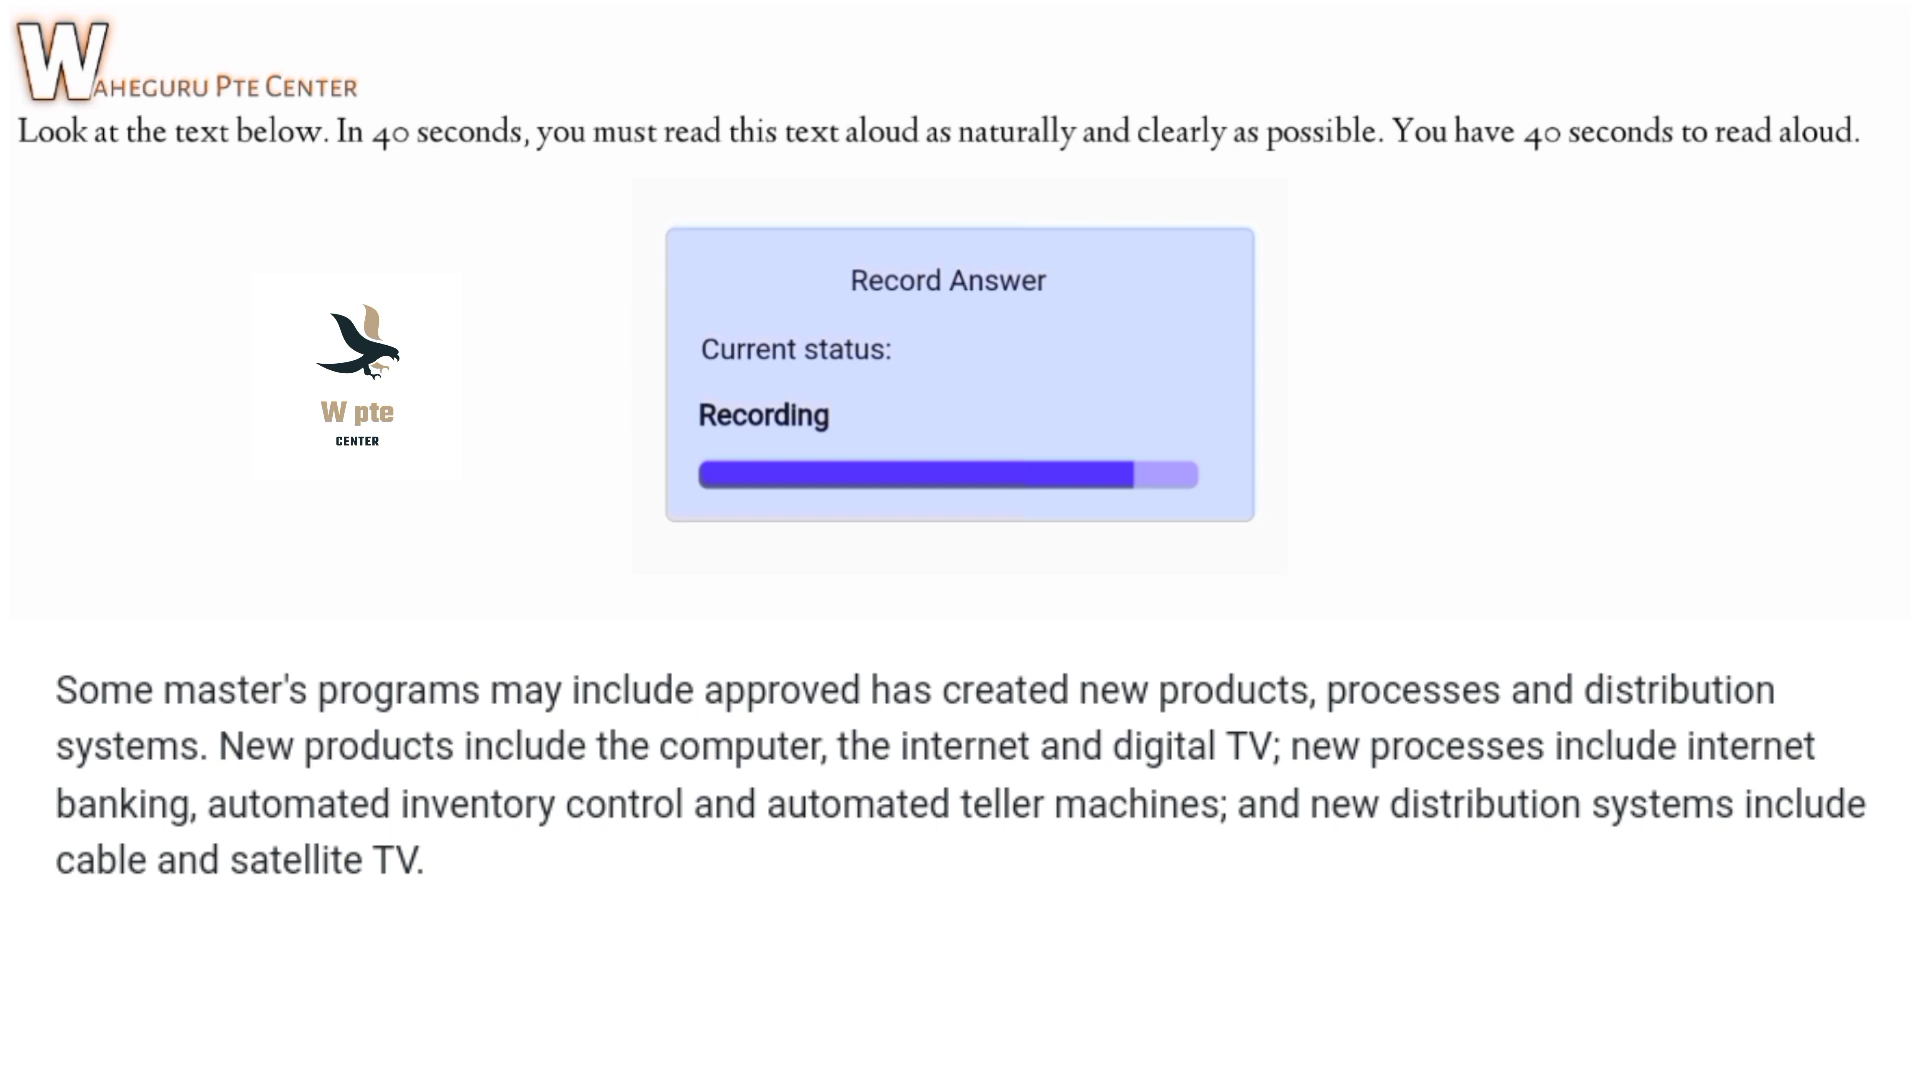 WAHEGURU PTE CENTER
Look at the text below. In 40 seconds, you must read this text aloud as naturally and clearly as possible. You have 40 seconds to read aloud.
Record Answer
Current status:
Recording
W pte
CENTER
Some master's programs may include approved has created new products, processes and distribution
systems. New products include the computer, the internet and digital TV; new processes include internet
banking, automated inventory control and automated teller machines; and new distribution systems include
cable and satellite TV.